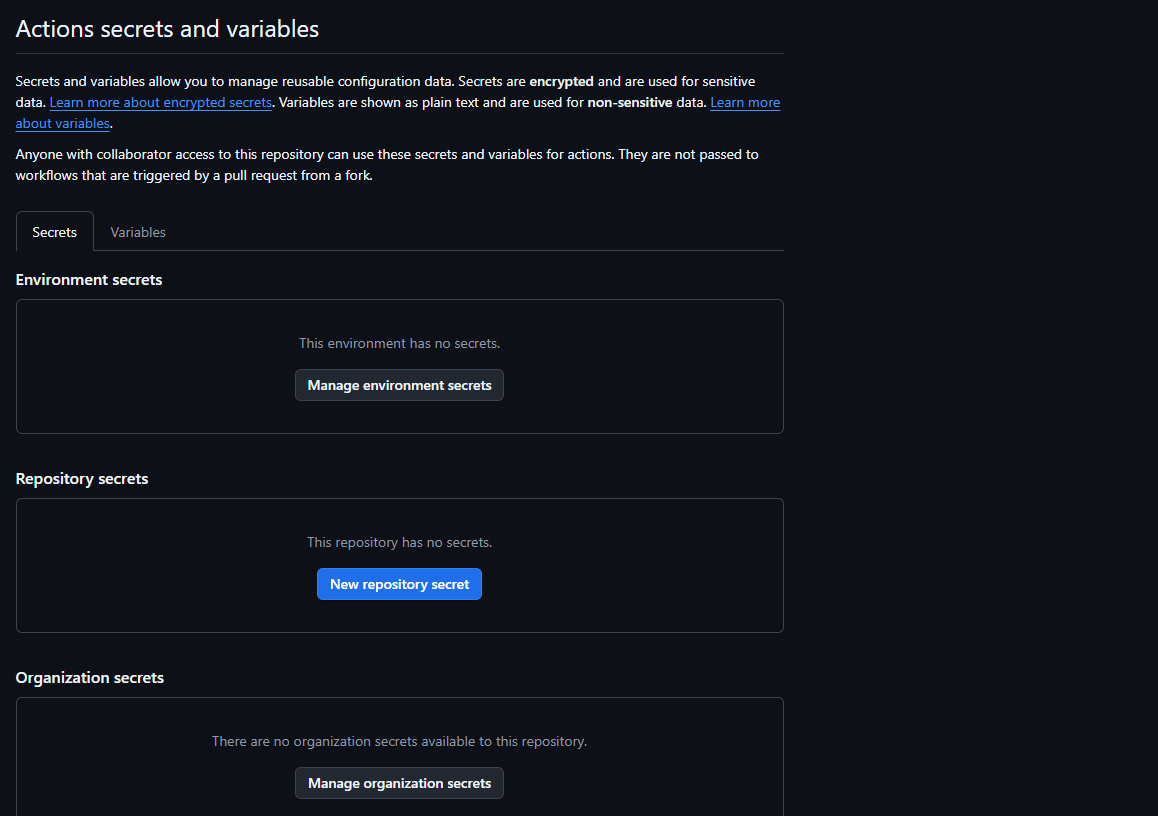 Actions secrets and variables
Secrets and variables allow you to manage reusable configuration data. Secrets are encrypted and are used for sensitive
data. Learn more about encrypted secrets. Variables are shown as plain text and are used for non-sensitive data. Learn more
about variables.
Anyone with collaborator access to this repository can use these secrets and variables for actions. They are not passed to
workflows that are triggered by a pull request from a fork.
Secrets
Variables
Environment secrets
This environment has no secrets.
Manage environment secrets
Repository secrets
This repository has no secrets.
New repository secret
Organization secrets
There are no organization secrets available to this repository.
Manage organization secrets